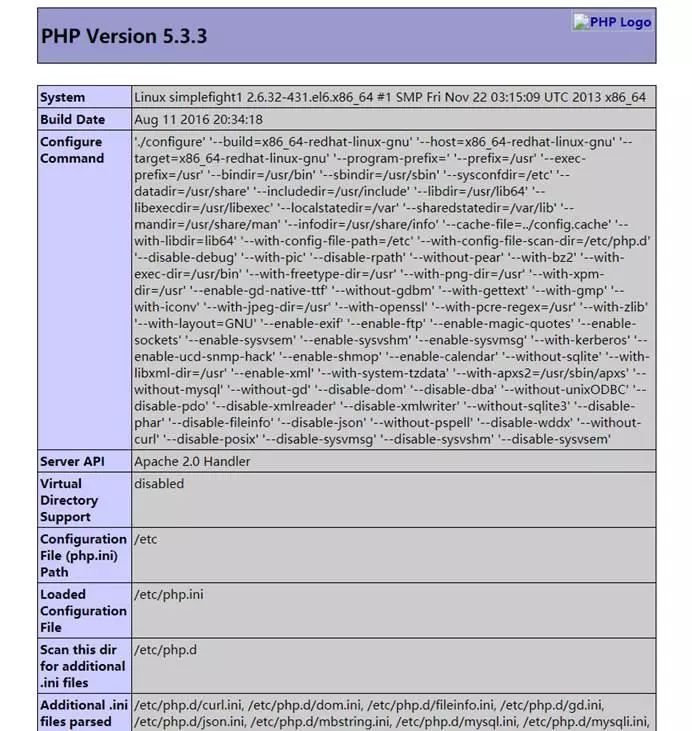 PHP Version 5.3.3
PHP Logo
System
Linux simplefight1 2.6.32-431.el6.x86_64 #1 SMP Fri Nov 22 03:15:09 UTC 2013 x86_64
Build Date
Aug 11 2016 20:34:18
Configure
Command
'./configure' '--build=x86_64-redhat-linux-gnu' '--host=x86_64-redhat-linux-gnu' '--
target=x86_64-redhat-linux-gnu' '--program-prefix=' '--prefix=/usr' '--exec-
prefix=/usr' '--bindir=/usr/bin' '--sbindir=/usr/sbin' '--sysconfdir=/etc' '--
datadir=/usr/share' '--includedir=/usr/include' '--libdir=/usr/lib64' '--
libexecdir=/usr/libexec' '--localstatedir=/var' '--sharedstatedir=/var/lib' '--
mandir=/usr/share/man' '--infodir=/usr/share/info' '--cache-file=../config.cache' '--
with-libdir=lib64' '--with-config-file-path=/etc' '--with-config-file-scan-dir=/etc/php.d'
'--disable-debug' '--with-pic' '--disable-rpath' '--without-pear' '--with-bz2' '--with-
exec-dir=/usr/bin' '--with-freetype-dir=/usr' '--with-png-dir=/usr' '--with-xpm-
dir=/usr' '--enable-gd-native-ttf' '--without-gdbm' '--with-gettext' '--with-gmp' '--
with-iconv' '--with-jpeg-dir=/usr' '--with-openssl' '--with-pcre-regex=/usr' '--with-zlib'
'--with-layout=GNU' '--enable-exif' '--enable-ftp' '--enable-magic-quotes' '--enable-
sockets' '--enable-sysvsem' '--enable-sysvshm' '--enable-sysvmsg' '--with-kerberos' '--
enable-ucd-snmp-hack' '--enable-shmop' '--enable-calendar' '--without-sqlite' '--with-
libxml-dir=/usr' '--enable-xml' '--with-system-tzdata' '--with-apxs2=/usr/sbin/apxs' '--
without-mysql' '--without-gd' '--disable-dom' '--disable-dba' '--without-unixODBC' '--
disable-pdo' '--disable-xmlreader' '--disable-xmlwriter' '--without-sqlite3' '--disable-
phar' '--disable-fileinfo' '--disable-json' '--without-pspell' '--disable-wddx' '--without-
curl' '--disable-posix' '--disable-sysvmsg' '--disable-sysvshm' '--disable-sysvsem'
Server API
Apache 2.0 Handler
Virtual
Directory
Support
disabled
Configuration
File (php.ini)
Path
/etc
Loaded
Configuration
File
/etc/php.ini
Scan this dir
for additional
.ini files
/etc/php.d
Additional .ini
files parsed
/etc/php.d/curl.ini, /etc/php.d/dom.ini, /etc/php.d/fileinfo.ini, /etc/php.d/gd.ini,
/etc/php.d/json.ini, /etc/php.d/mbstring.ini, /etc/php.d/mysql.ini, /etc/php.d/mysqli.ini,